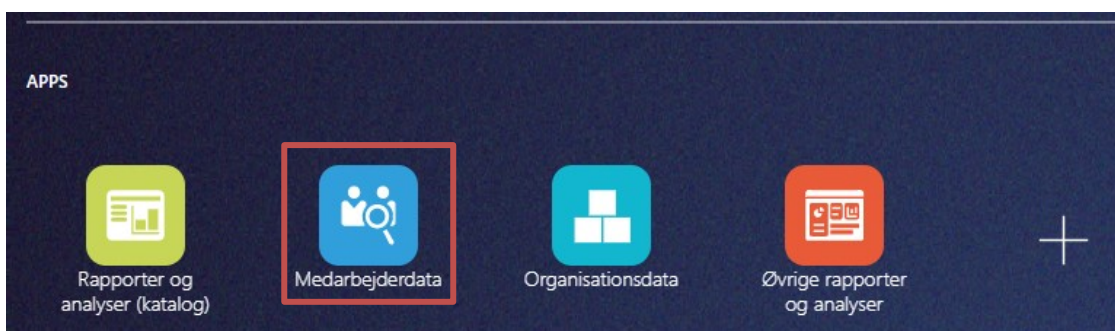 APPS
Rapporter og
analyser (katalog)
Medarbejderdata
Organisationsdata
Øvrige rapporter
og analyser